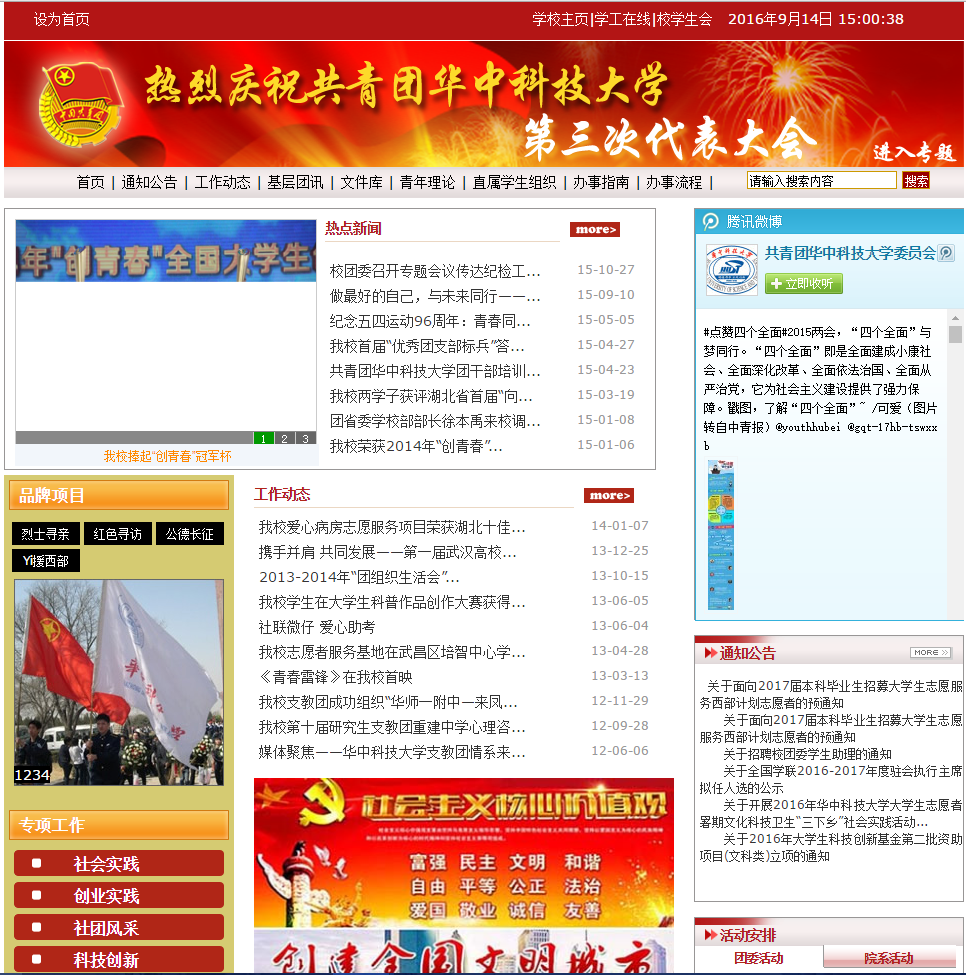 设为首页
学校主页|学工在线|校学生会 2016年9月14日 15:00:38
热烈庆祝共青团华中科技大学
第三次代表大会
进入专题
首页 | 通知公告 | 工作动态 | 基层团讯 | 文件库 | 青年理论 | 直属学生组织 | 办事指南 | 办事流程 |
请输入搜索内容 搜索
年“创青春”全国大学生
1 2 3
我校捧起“创青春”冠军杯
热点新闻 more>
校团委召开专题会议传达纪检工... 15-10-27
做最好的自己，与未来同行——... 15-09-10
纪念五四运动96周年：青春同... 15-05-05
我校首届“优秀团支部标兵”答... 15-04-27
共青团华中科技大学团干部培训... 15-04-23
我校两学子获评湖北省首届“向... 15-03-19
团省委学校部部长徐本禹来校调... 15-01-08
我校荣获2014年“创青春”... 15-01-06
腾讯微博
共青团华中科技大学委员会
立即收听
#点赞四个全面#2015两会，“四个全面”与
梦同行。“四个全面”即是全面建成小康社
会、全面深化改革、全面依法治国、全面从
严治党，它为社会主义建设提供了强力保
障。戳图，了解“四个全面”~ /可爱（图片
转自中青报）@youthhubei @gqt-17hb-tswxx
b
品牌项目
烈士寻亲 红色寻访 公德长征
Yi援西部
1234
专项工作
社会实践
创业实践
社团风采
科技创新
工作动态 more>
我校爱心病房志愿服务项目荣获湖北十佳... 14-01-07
携手并肩 共同发展——第一届武汉高校... 13-12-25
2013-2014年“团组织生活会”... 13-10-15
我校学生在大学生科普作品创作大赛获得... 13-06-05
社联微仔 爱心助考 13-06-04
我校志愿者服务基地在武昌区培智中心学... 13-04-28
《青春雷锋》在我校首映 13-03-13
我校支教团成功组织“华师一附中—来凤... 12-11-29
我校第十届研究生支教团重建中学心理咨... 12-09-28
媒体聚焦——华中科技大学支教团情系来... 12-06-06
社会主义核心价值观
富强 民主 文明 和谐
自由 平等 公正 法治
爱国 敬业 诚信 友善
创建全国文明城市
通知公告 MORE
关于面向2017届本科毕业生招募大学生志愿服
务西部计划志愿者的预通知
关于面向2017届本科毕业生招募大学生志愿
服务西部计划志愿者的预通知
关于招聘校团委学生助理的通知
关于全国学联2016-2017年度驻会执行主席
拟任人选的公示
关于开展2016年华中科技大学大学生志愿者
暑期文化科技卫生“三下乡”社会实践活动...
关于2016年大学生科技创新基金第二批资助
项目(文科类)立项的通知
活动安排
团委活动 院系活动